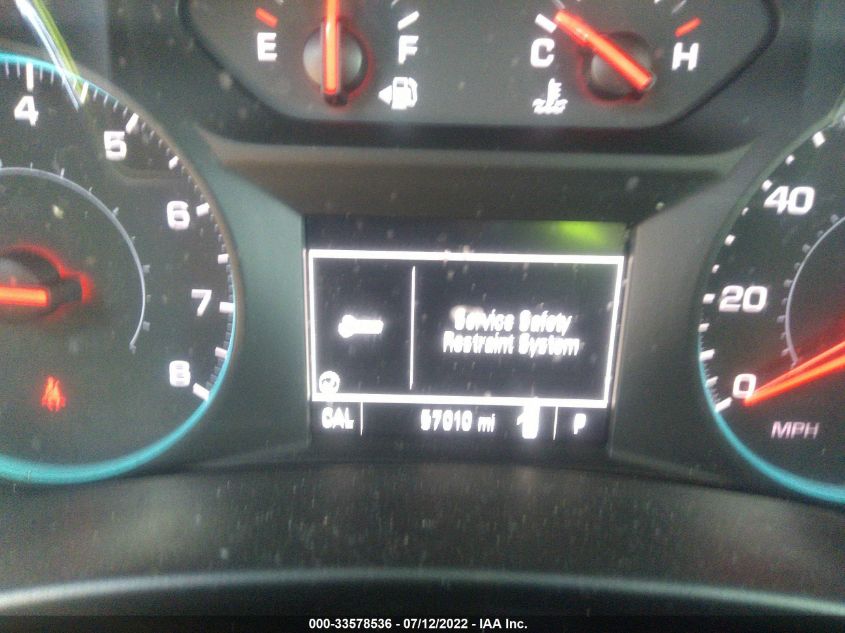 E F C H
4
5
6
7
8
40
20
0
MPH
Service Safety
Restraint System
CAL 57010 mi P
000-33578536 - 07/12/2022 - IAA Inc.